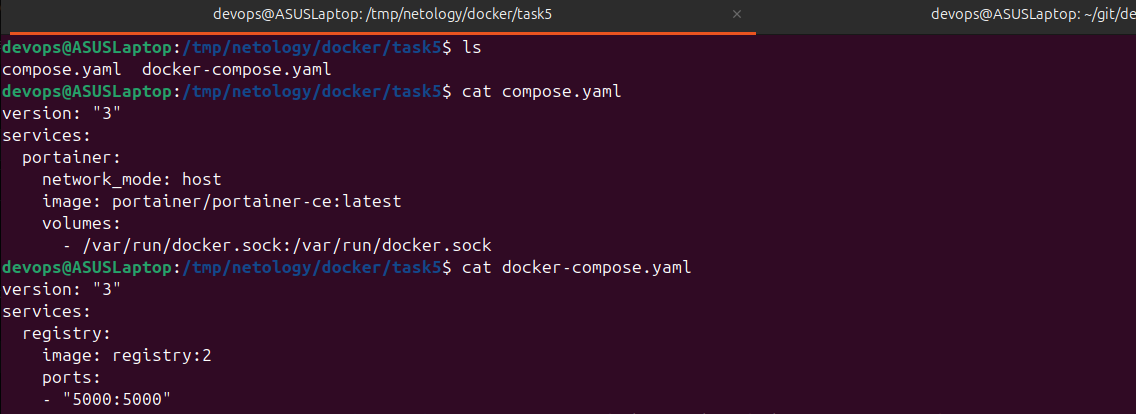 devops@ASUSLaptop: /tmp/netology/docker/task5 × devops@ASUSLaptop: ~/git/de
devops@ASUSLaptop:/tmp/netology/docker/task5$ ls
compose.yaml  docker-compose.yaml
devops@ASUSLaptop:/tmp/netology/docker/task5$ cat compose.yaml
version: "3"
services:
  portainer:
    network_mode: host
    image: portainer/portainer-ce:latest
    volumes:
      - /var/run/docker.sock:/var/run/docker.sock
devops@ASUSLaptop:/tmp/netology/docker/task5$ cat docker-compose.yaml
version: "3"
services:
  registry:
    image: registry:2
    ports:
    - "5000:5000"